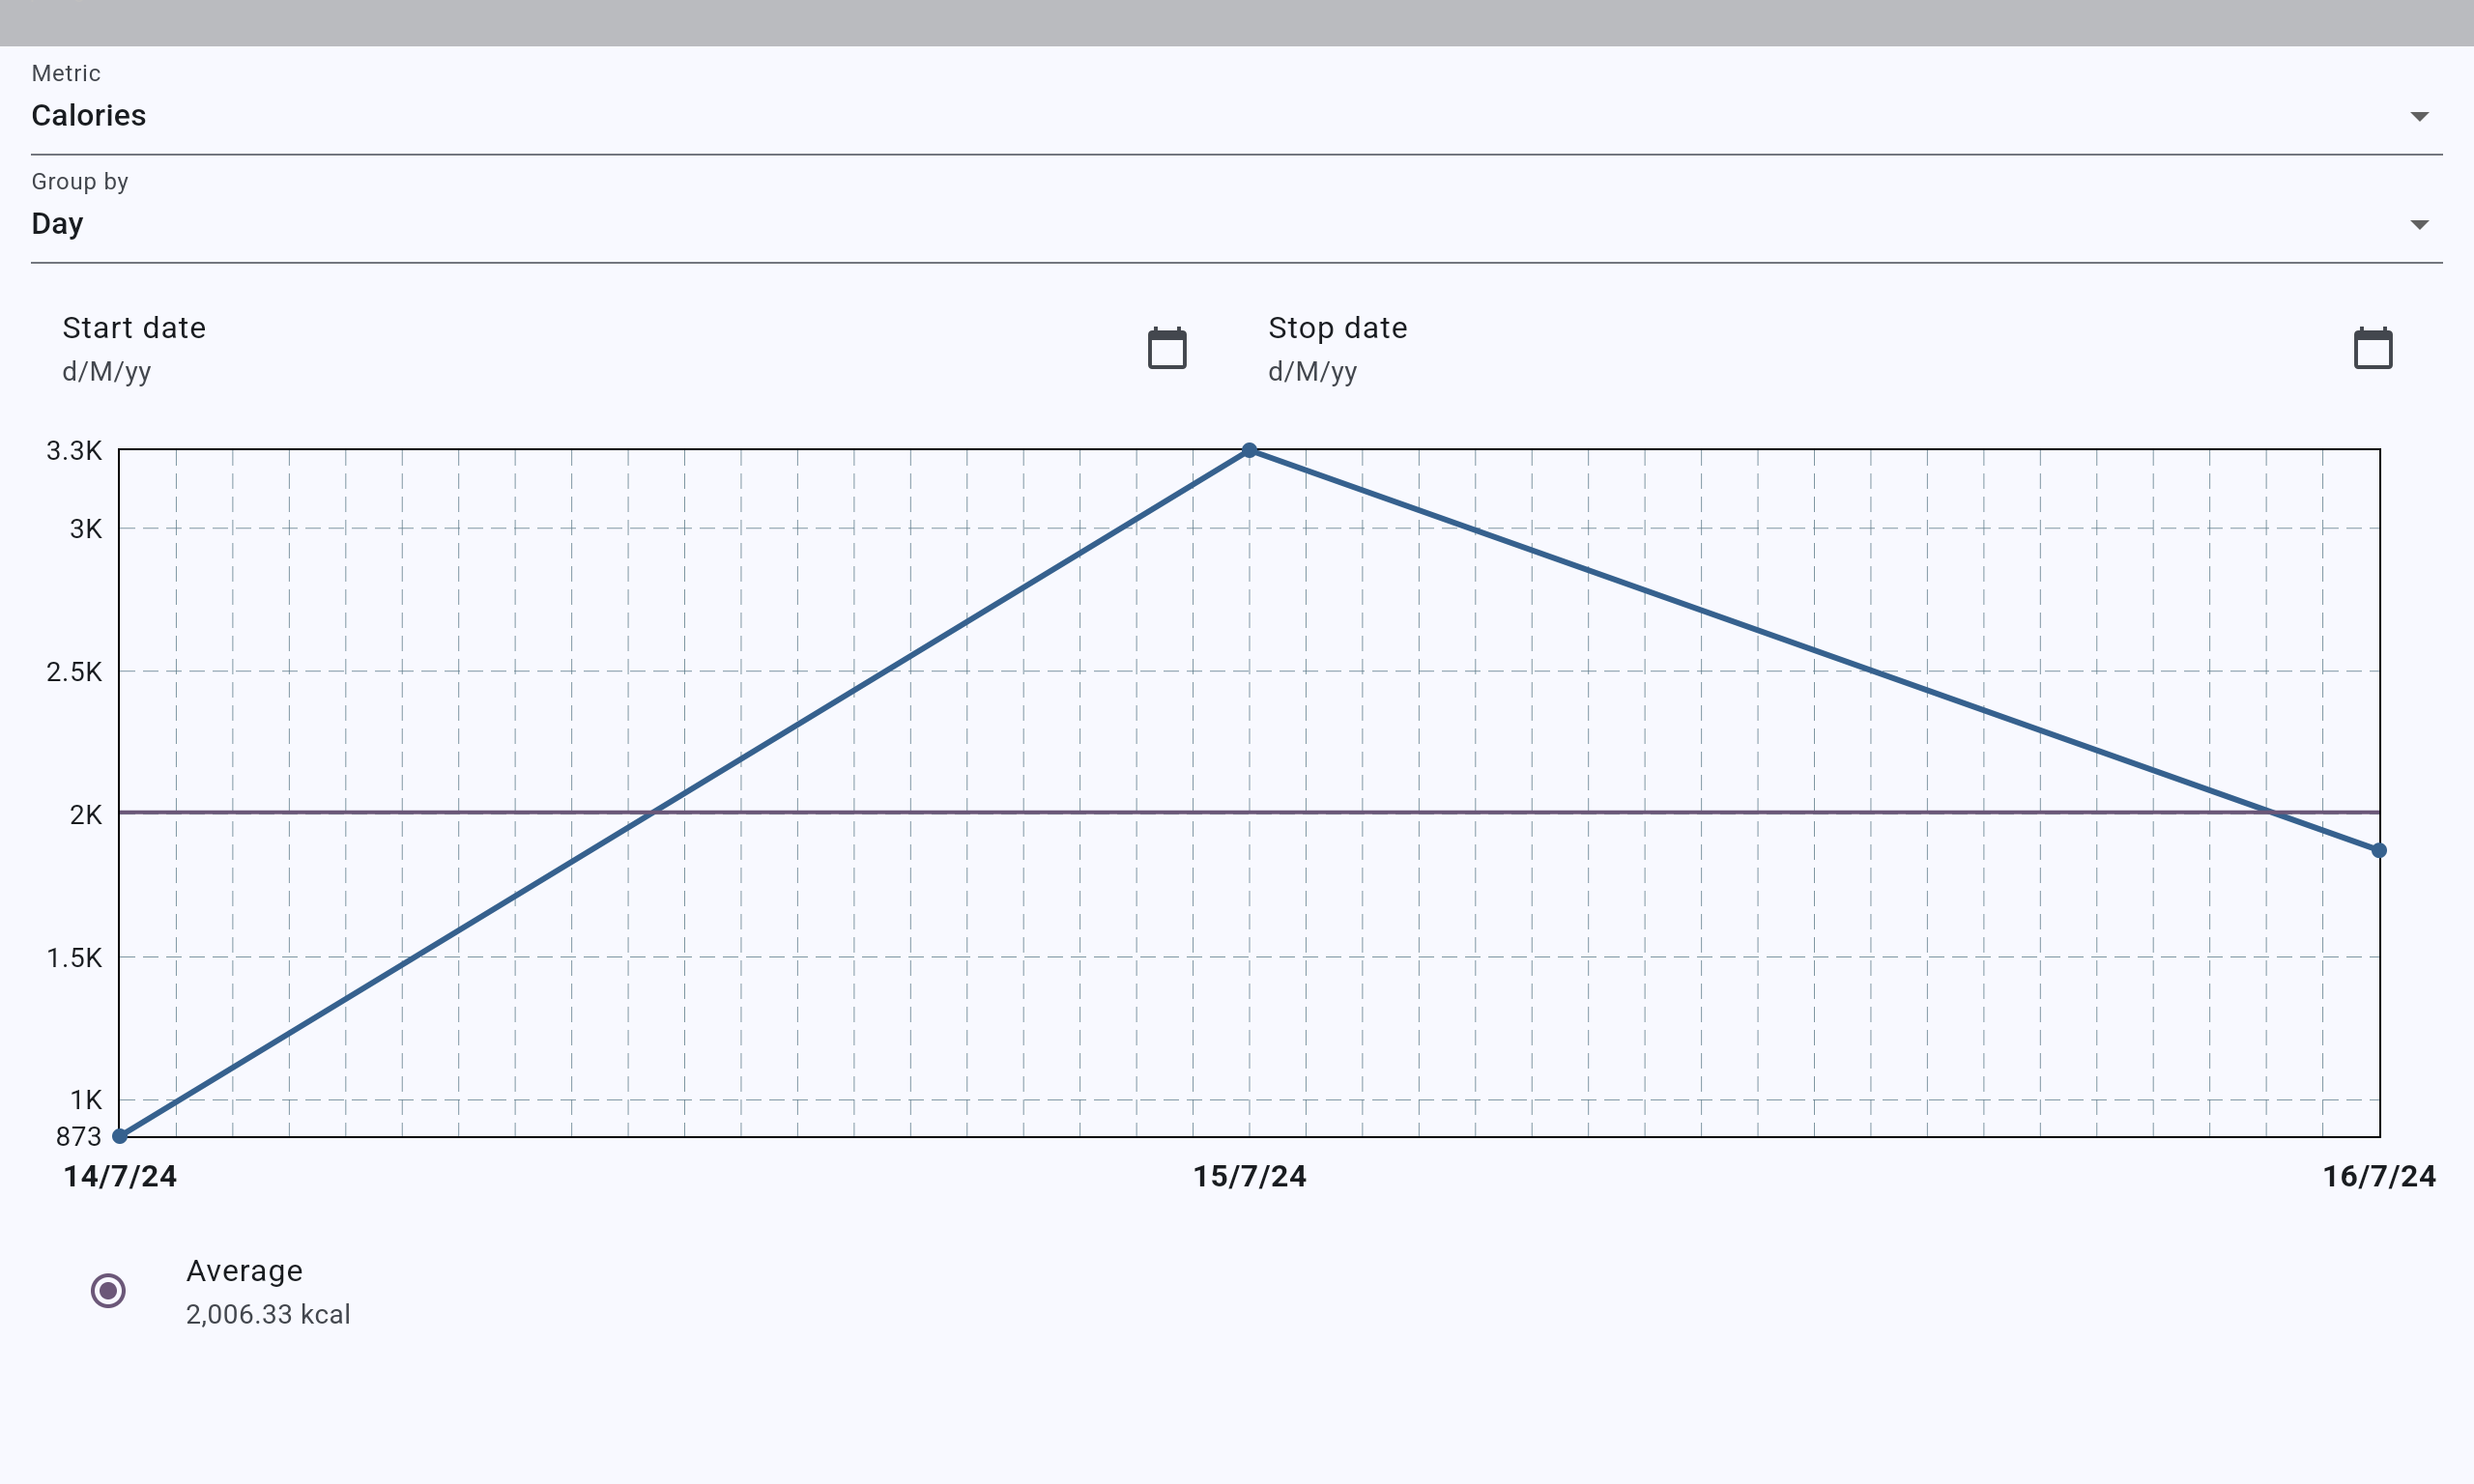 Metric
Calories
Group by
Day
Start date
d/M/yy
Stop date
d/M/yy
3.3K
3K
2.5K
2K
1.5K
1K
873
14/7/24
15/7/24
16/7/24
Average
2,006.33 kcal